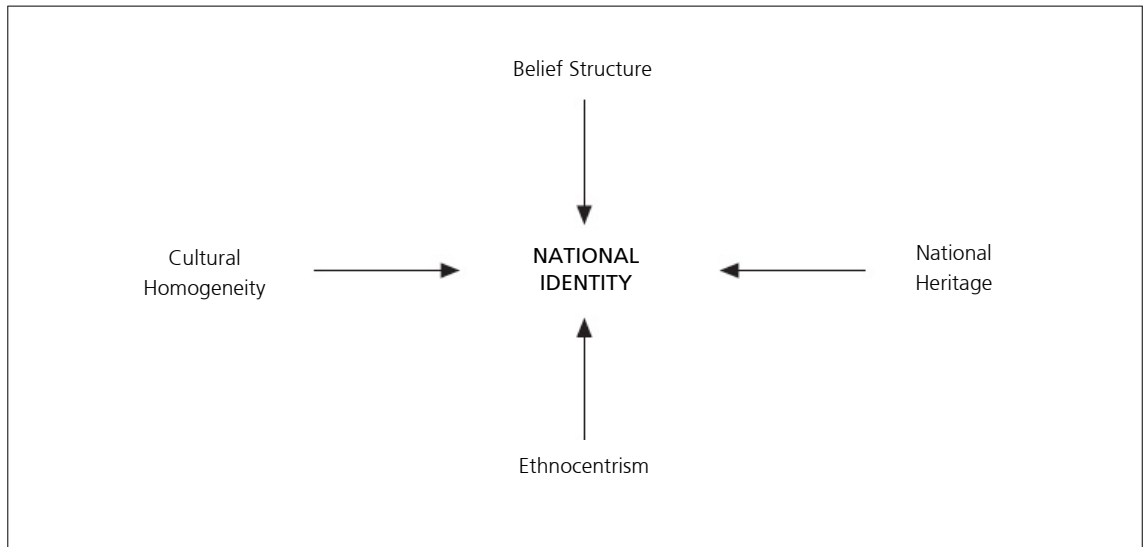 Belief Structure
Cultural
Homogeneity
NATIONAL
IDENTITY
National
Heritage
Ethnocentrism